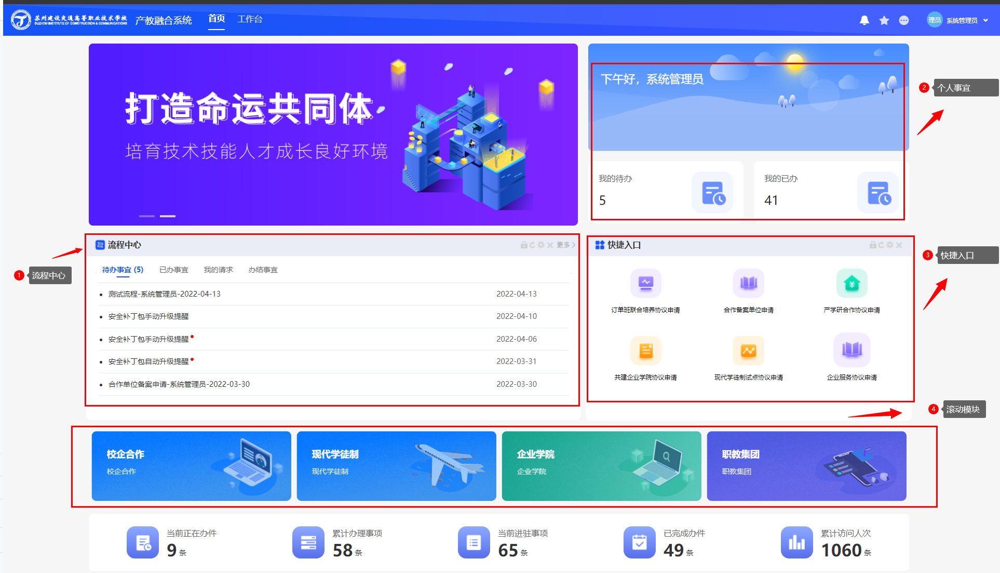 苏州建设交通高等职业技术学校
SUZHOU INSTITUTE OF CONSTRUCTION & COMMUNICATIONS
产教融合系统
首页
工作台
理员
系统管理员
打造命运共同体
培育技术技能人才成长良好环境
下午好，系统管理员
我的待办
5
我的已办
41
2
个人事宜
流程中心
更多
待办事宜 (5)
已办事宜
我的请求
办结事宜
测试流程-系统管理员-2022-04-13
2022-04-13
安全补丁包手动升级提醒
2022-04-10
安全补丁包手动升级提醒
2022-04-06
安全补丁包自动升级提醒
2022-03-31
合作单位备案申请-系统管理员-2022-03-30
2022-03-30
1
流程中心
快捷入口
订单班联合培养协议申请
合作备案单位申请
产学研合作协议申请
共建企业学院协议申请
现代学徒制试点协议申请
企业服务协议申请
3
快捷入口
4
滚动模块
校企合作
校企合作
现代学徒制
现代学徒制
企业学院
企业学院
职教集团
职教集团
当前正在办件
9 条
累计办理事项
58 条
当前进驻事项
65 条
已完成办件
49 条
累计访问人次
1060 条